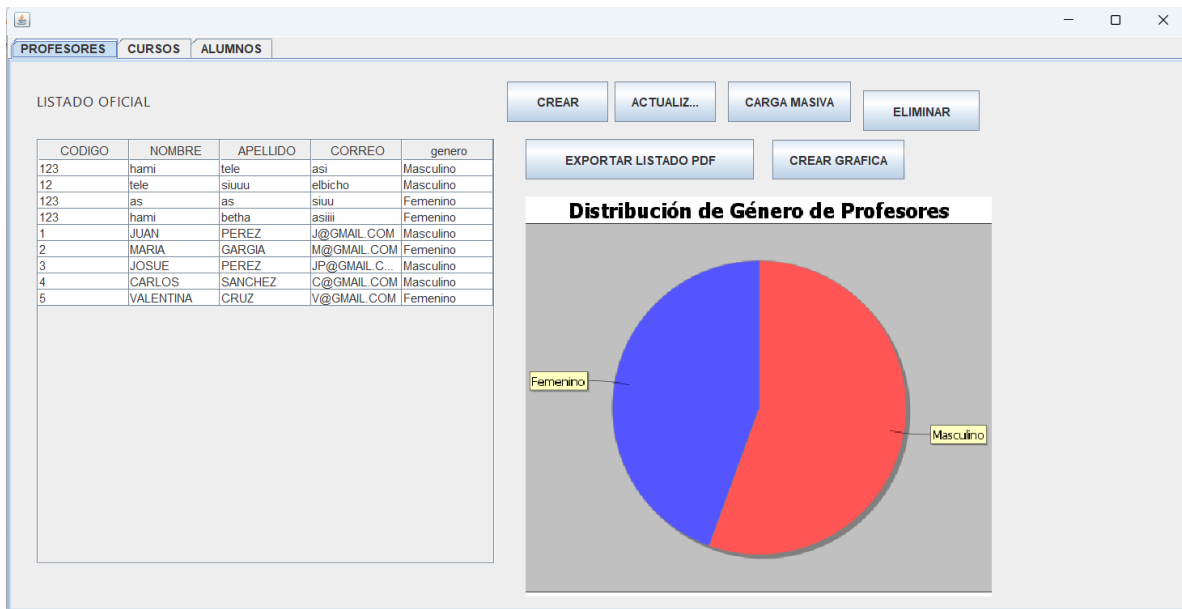 PROFESORES CURSOS ALUMNOS
LISTADO OFICIAL
CREAR ACTUALIZ... CARGA MASIVA ELIMINAR
EXPORTAR LISTADO PDF CREAR GRAFICA
CODIGO NOMBRE APELLIDO CORREO genero
123 hami tele asi Masculino
12 tele siuuu elbicho Masculino
123 as as siuu Femenino
123 hami betha asiiii Femenino
1 JUAN PEREZ J@GMAIL.COM Masculino
2 MARIA GARGIA M@GMAIL.COM Femenino
3 JOSUE PEREZ JP@GMAIL.C... Masculino
4 CARLOS SANCHEZ C@GMAIL.COM Masculino
5 VALENTINA CRUZ V@GMAIL.COM Femenino
Distribución de Género de Profesores
Femenino
Masculino